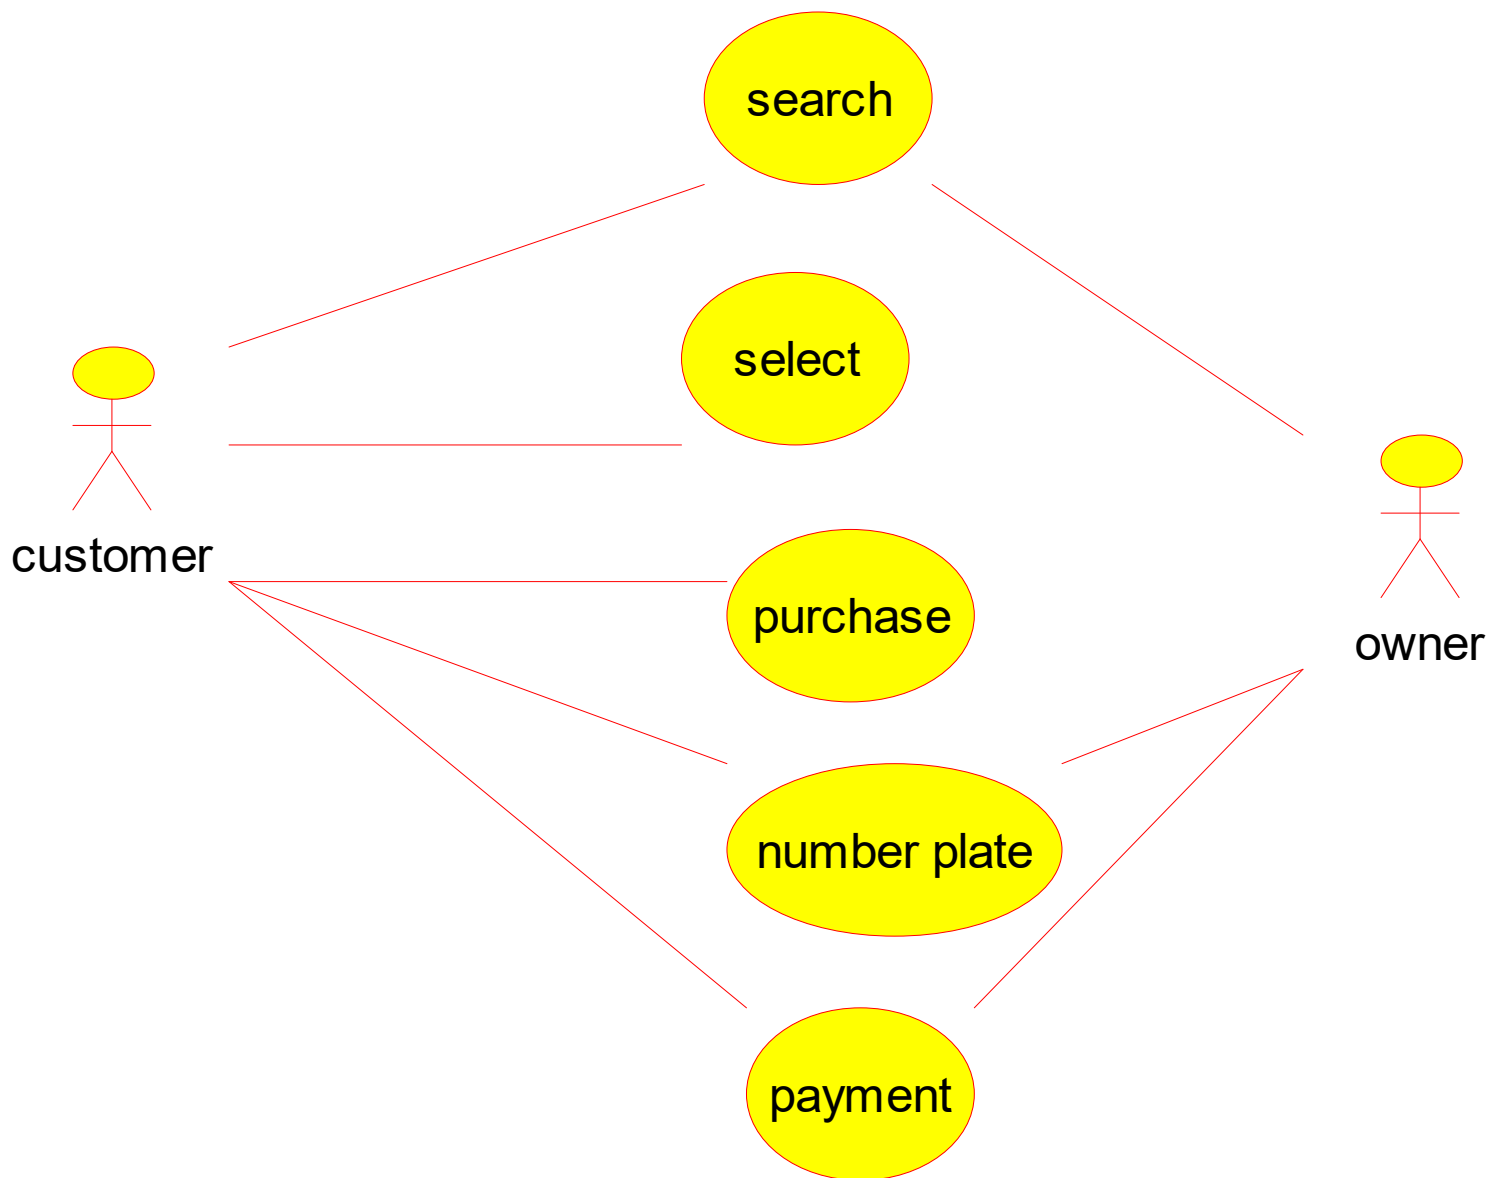 search
select
customer
purchase
owner
number plate
payment